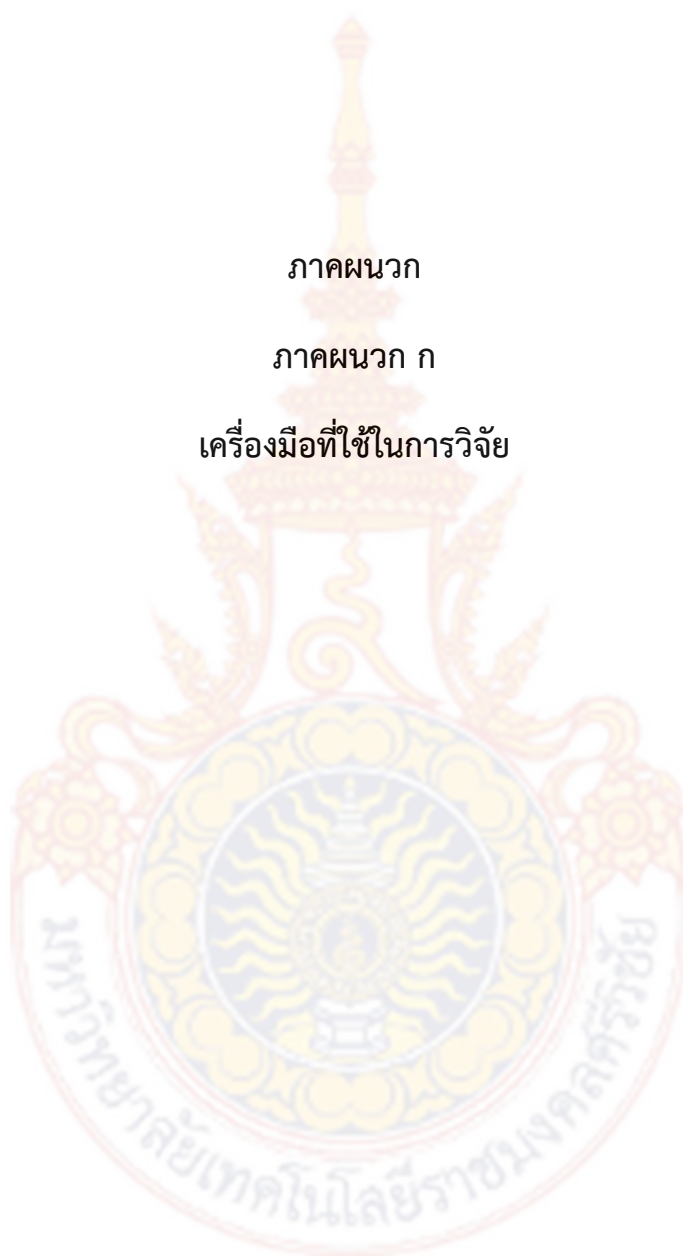 ภาคผนวก
ภาคผนวก ก
เครื่องมือที่ใช้ในการวิจัย
มหาวิทยาลัยเทคโนโลยีราชมงคลศรีวิชัย